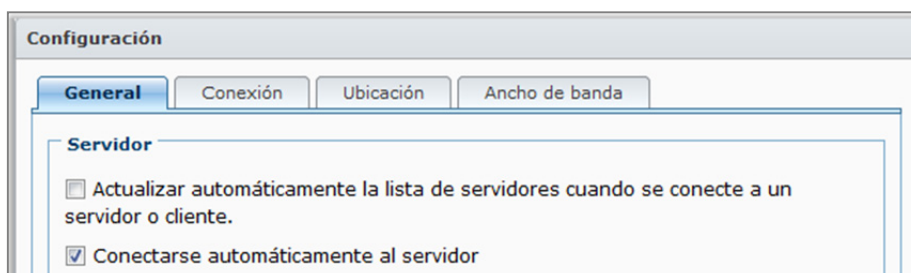 Configuración
General Conexión Ubicación Ancho de banda
Servidor
Actualizar automáticamente la lista de servidores cuando se conecte a un
servidor o cliente.
Conectarse automáticamente al servidor